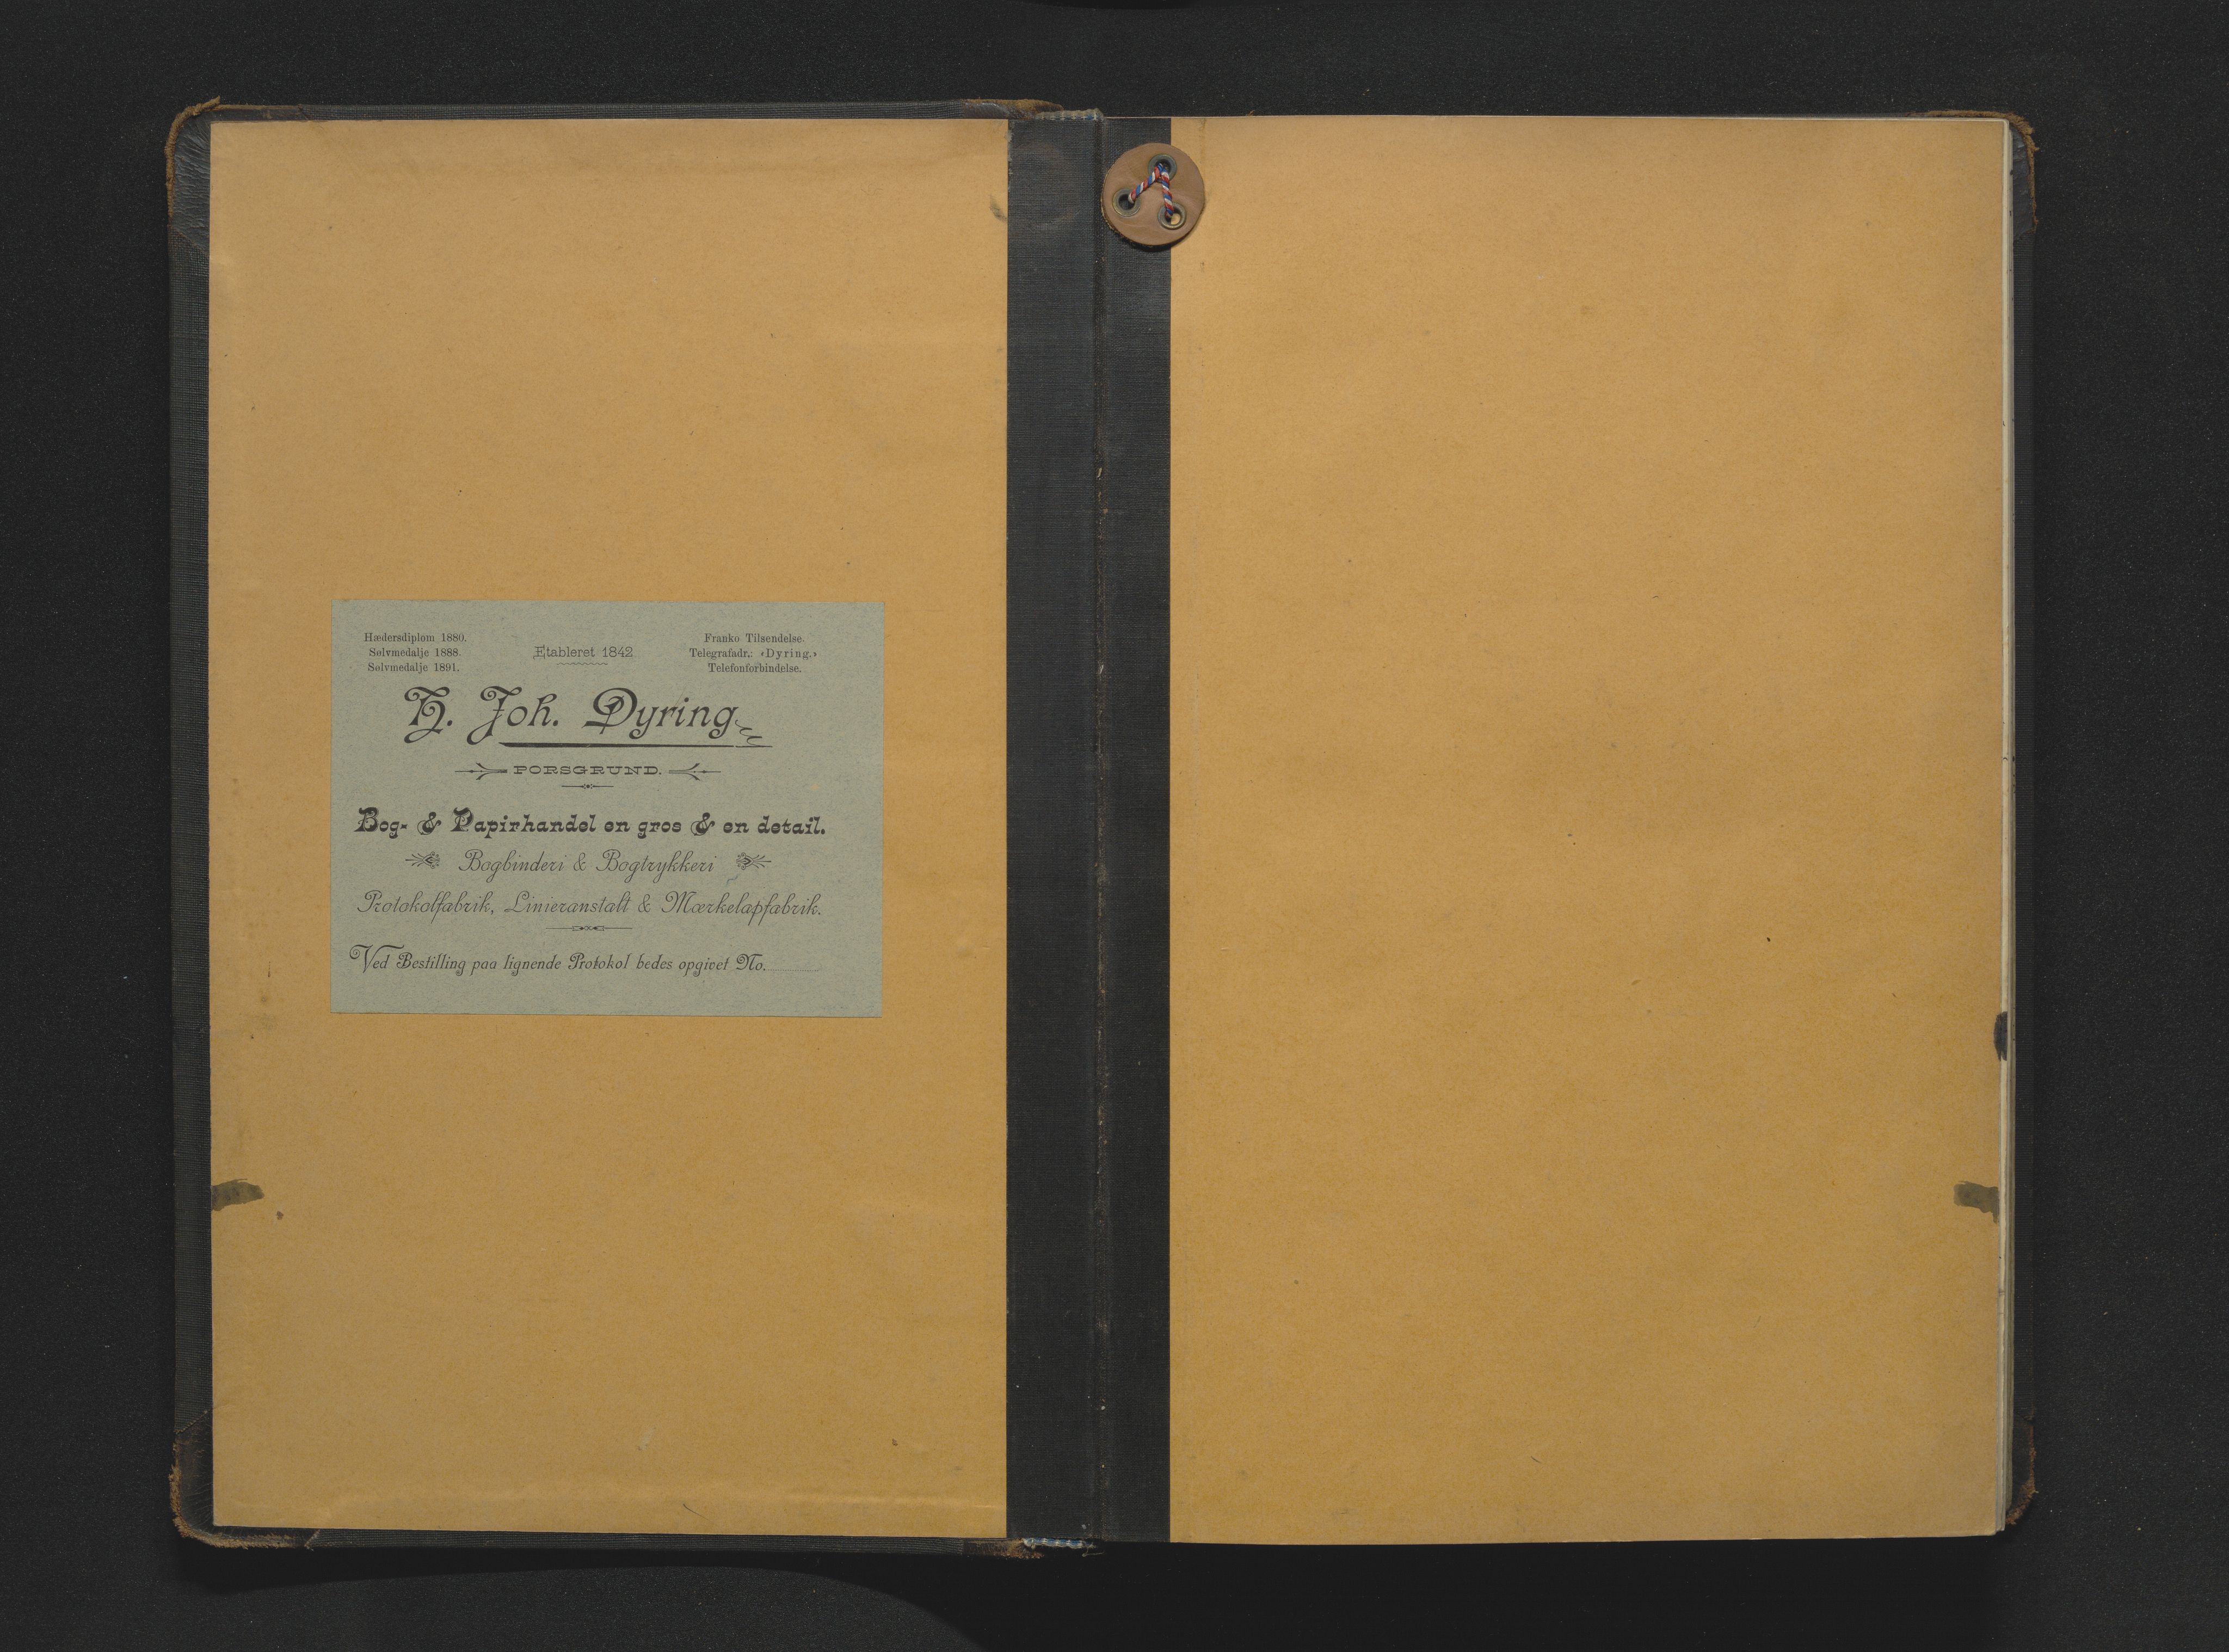 Hædersdiplom 1880.
Sølvmedalje 1888.
Sølvmedalje 1891.
Etableret 1842
Franko Tilsendelse.
Telegrafadr.: ‹Dyring.›
Telefonforbindelse.
H. Joh. Dyring
PORSGRUND.
Bog- & Papirhandel en gros & en detail.
Bogbinderi & Bogtrykkeri
Protokolfabrik, Linieranstalt & Mærkelapfabrik.
Ved Bestilling paa lignende Protokol bedes opgivet No.